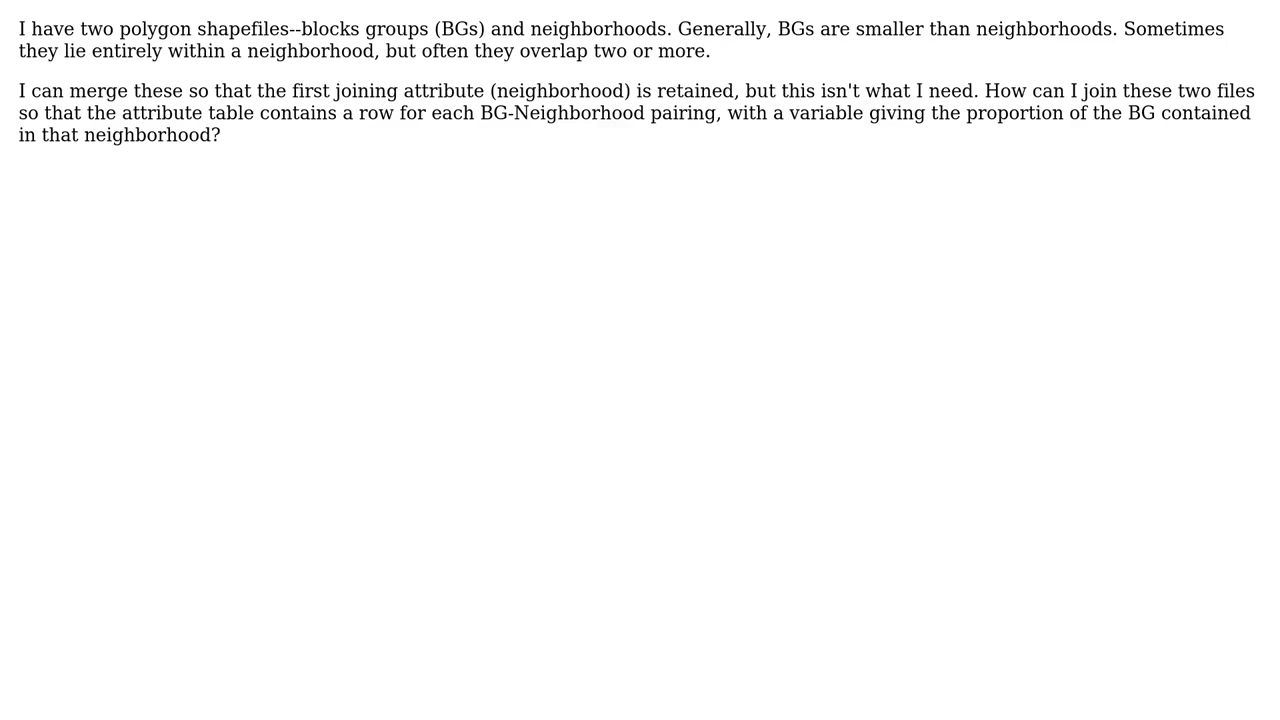 I have two polygon shapefiles--blocks groups (BGs) and neighborhoods. Generally, BGs are smaller than neighborhoods. Sometimes
they lie entirely within a neighborhood, but often they overlap two or more.
I can merge these so that the first joining attribute (neighborhood) is retained, but this isn't what I need. How can I join these two files
so that the attribute table contains a row for each BG-Neighborhood pairing, with a variable giving the proportion of the BG contained
in that neighborhood?